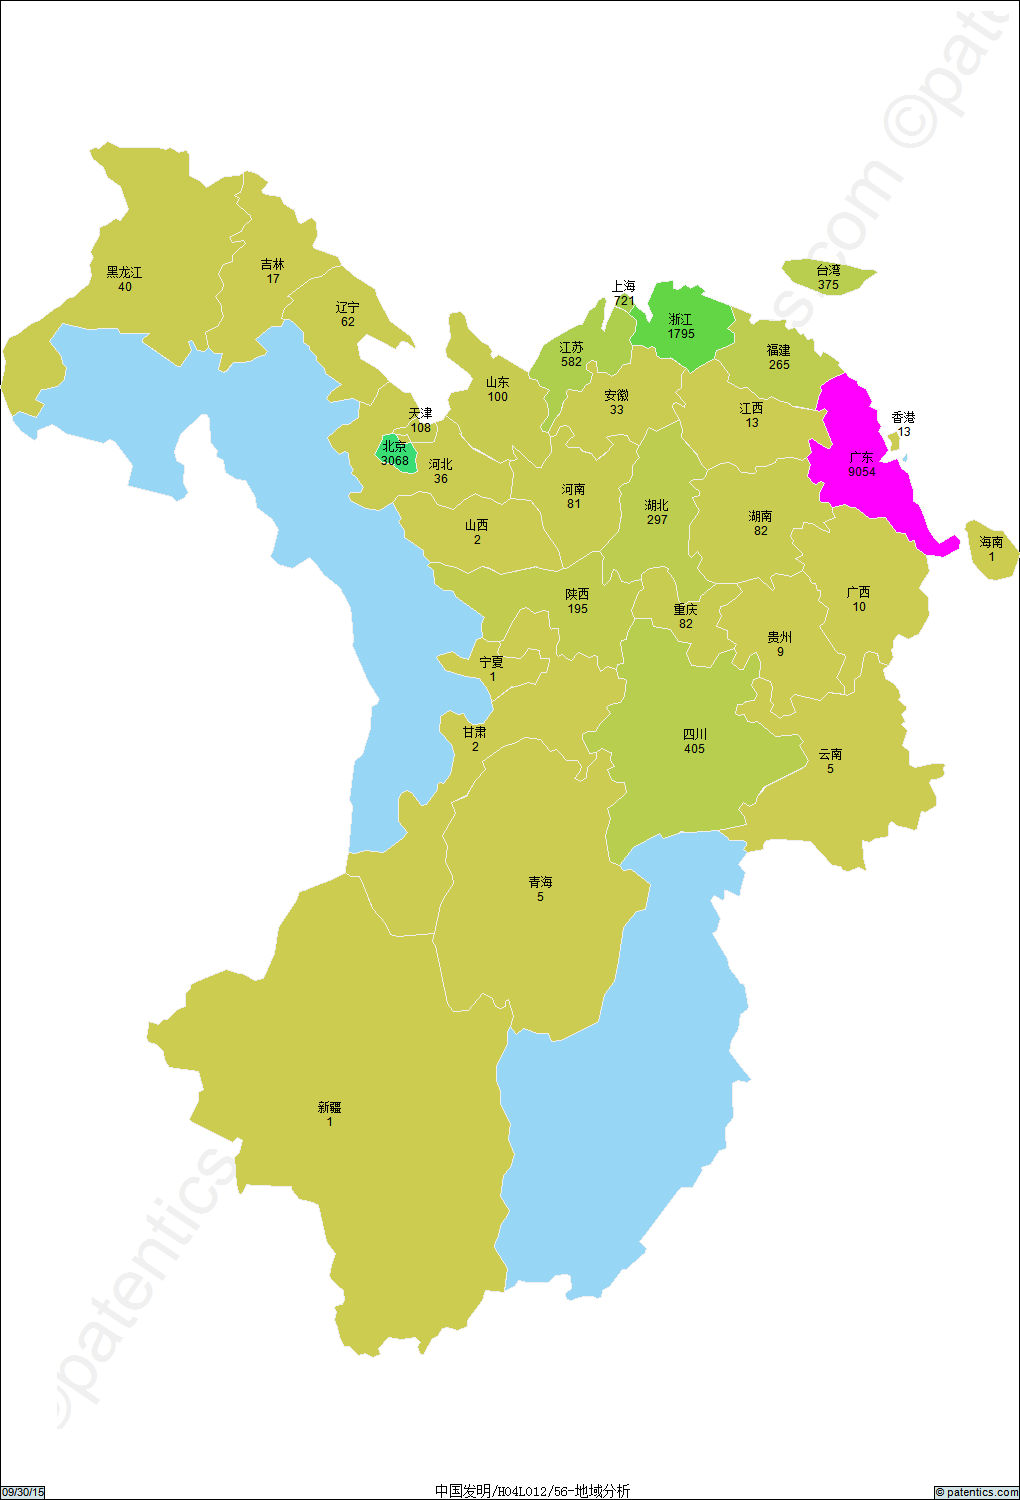 ©patentics.com
©patentics
黑龙江
40
吉林
17
辽宁
62
台湾
375
上海
721
浙江
1795
江苏
582
福建
265
山东
100
安徽
33
江西
13
天津
108
香港
13
北京
3068
河北
36
广东
9054
河南
81
湖北
297
湖南
82
山西
2
海南
1
陕西
195
重庆
82
广西
10
贵州
9
宁夏
1
甘肃
2
四川
405
云南
5
青海
5
新疆
1
09/30/15
中国发明/H04L012/56-地域分析
© patentics.com